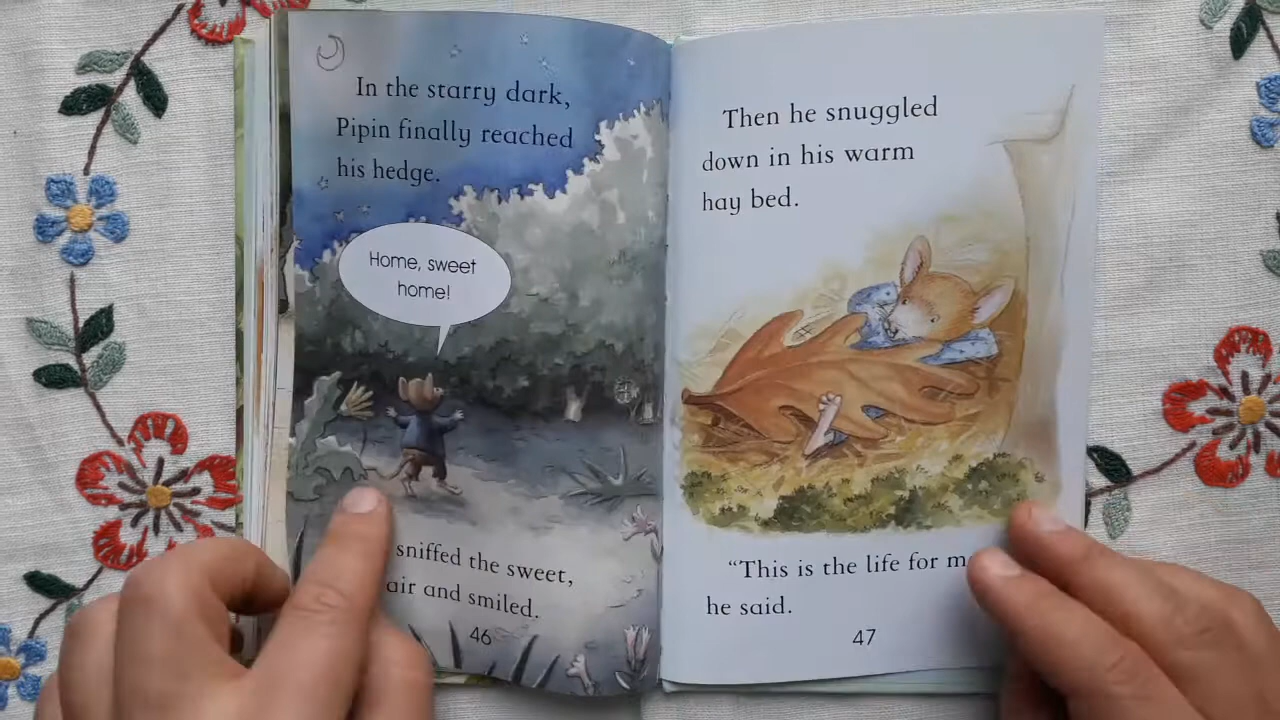 In the starry dark,
Pipin finally reached
his hedge.
Home, sweet
home!
sniffed the sweet,
air and smiled.
46
Then he snuggled
down in his warm
hay bed.
“This is the life for m
he said.
47